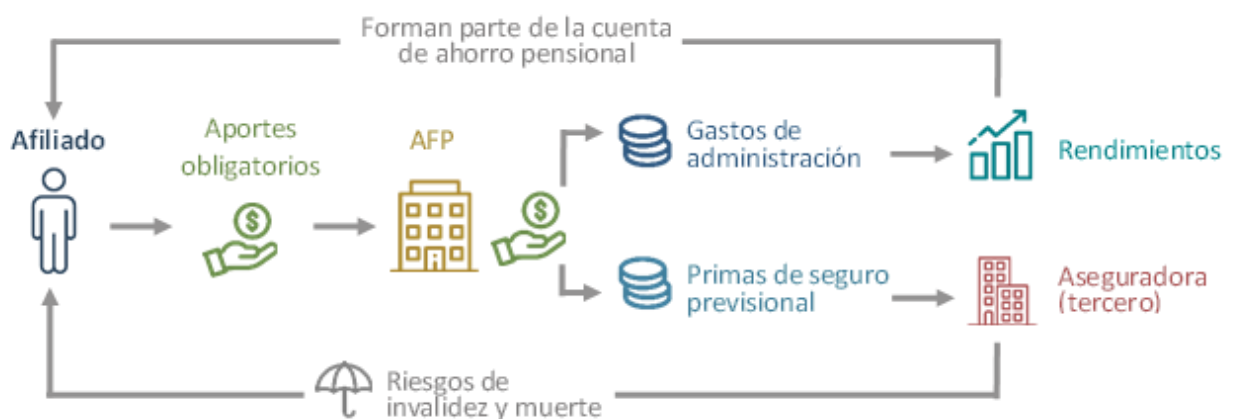 Forman parte de la cuenta
de ahorro pensional
Afiliado
Aportes
obligatorios
AFP
Gastos de
administración
Rendimientos
$
$
Primas de seguro
previsional
Aseguradora
(tercero)
Riesgos de
invalidez y muerte